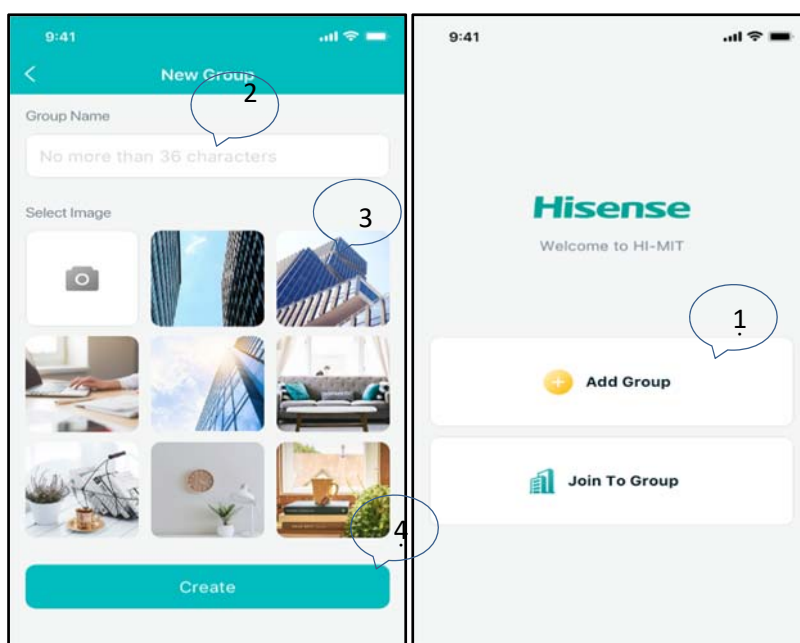 9:41
New Group
2
Group Name
No more than 36 characters
Select Image
3
4
.
Create
9:41
Hisense
Welcome to HI-MIT
1
.
Add Group
Join To Group